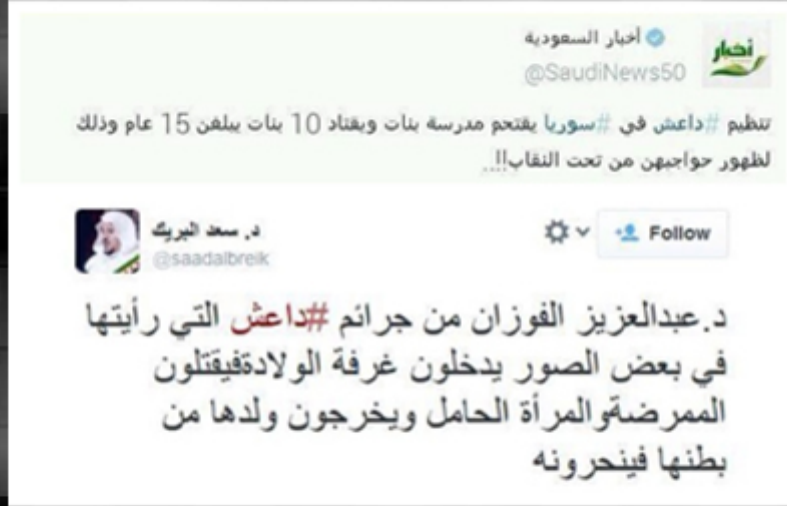 أخبار السعودية
@SaudiNews50
أخبار
تنظيم #داعش في #سوريا يقتحم مدرسة بنات ويقتاد 10 بنات يبلغن 15 عام وذلك
لظهور حواجبهن من تحت النقاب!!..
د. سعد البريك
@saadalbreik
Follow
د.عبدالعزيز الفوزان من جرائم #داعش التي رأيتها
في بعض الصور يدخلون غرفة الولادةفيقتلون
الممرضةوالمرأة الحامل ويخرجون ولدها من
بطنها فينحرونه